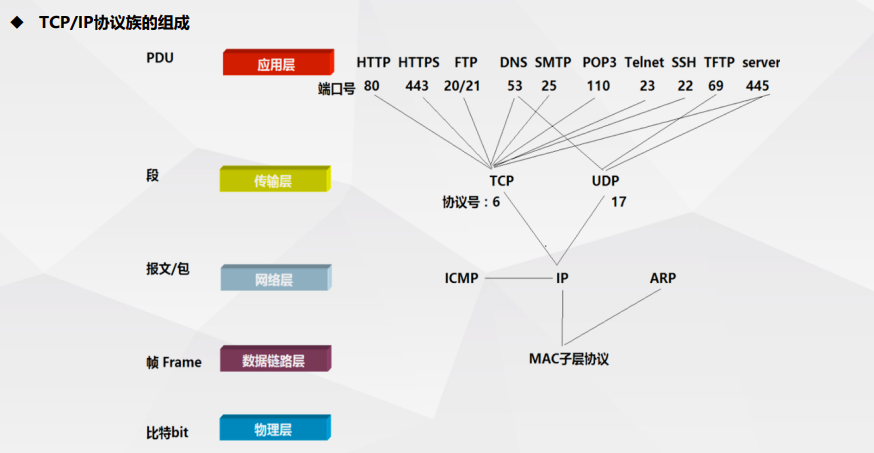 ◆ TCP/IP协议族的组成
PDU 应用层 HTTP HTTPS FTP DNS SMTP POP3 Telnet SSH TFTP server
端口号 80 443 20/21 53 25 110 23 22 69 445
段 传输层 TCP UDP
协议号：6 17
报文/包 网络层 ICMP IP ARP
帧 Frame 数据链路层 MAC子层协议
比特bit 物理层